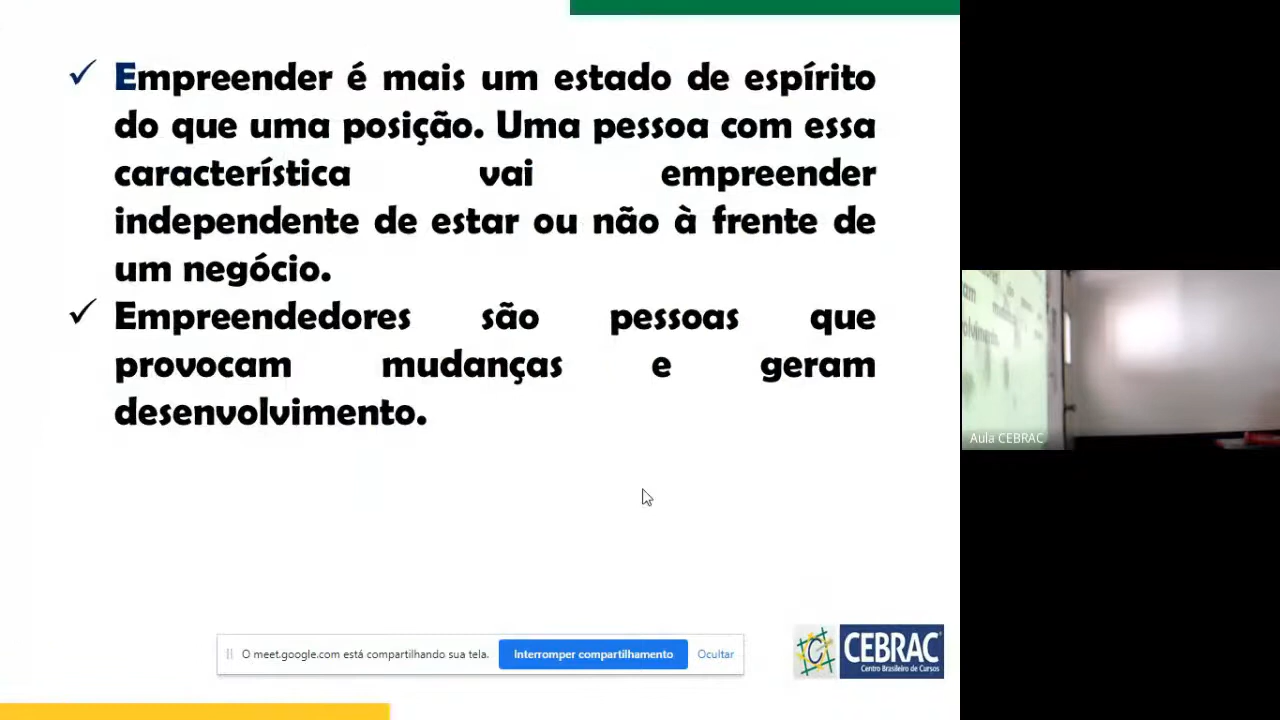 Empreender é mais um estado de espírito
do que uma posição. Uma pessoa com essa
característica vai empreender
independente de estar ou não à frente de
um negócio.
Empreendedores são pessoas que
provocam mudanças e geram
desenvolvimento.
Aula CEBRAC
O meet.google.com está compartilhando sua tela.
Interromper compartilhamento
Ocultar
CEBRAC
Centro Brasileiro de Cursos